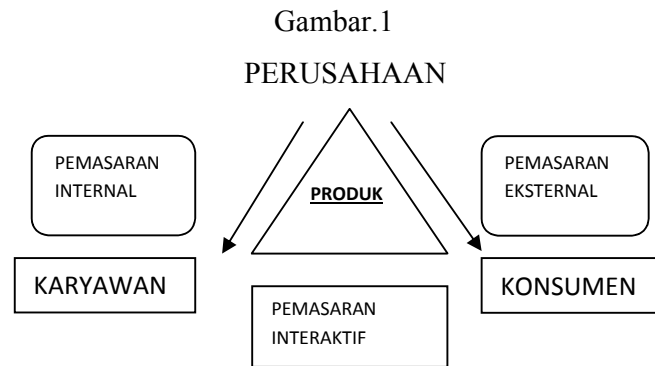 Gambar.1
PERUSAHAAN
PEMASARAN
INTERNAL
PRODUK
PEMASARAN
EKSTERNAL
KARYAWAN
KONSUMEN
PEMASARAN
INTERAKTIF